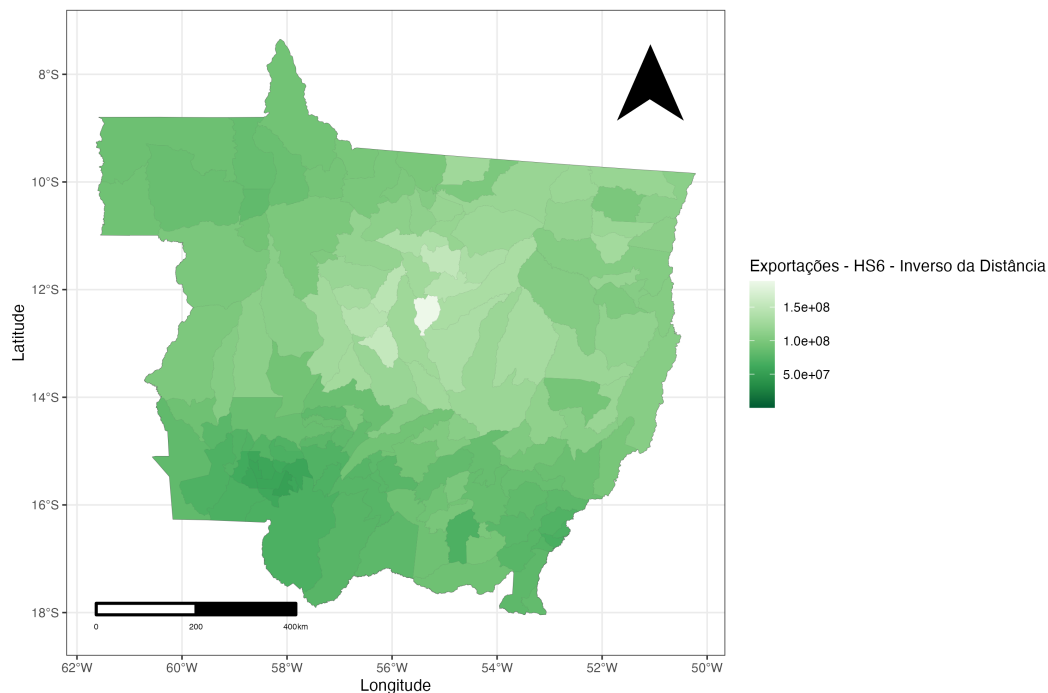 8°S
10°S
12°S
14°S
16°S
18°S
Latitude
0 200 400km
62°W 60°W 58°W 56°W 54°W 52°W 50°W
Longitude
Exportações - HS6 - Inverso da Distância
1.5e+08
1.0e+08
5.0e+07